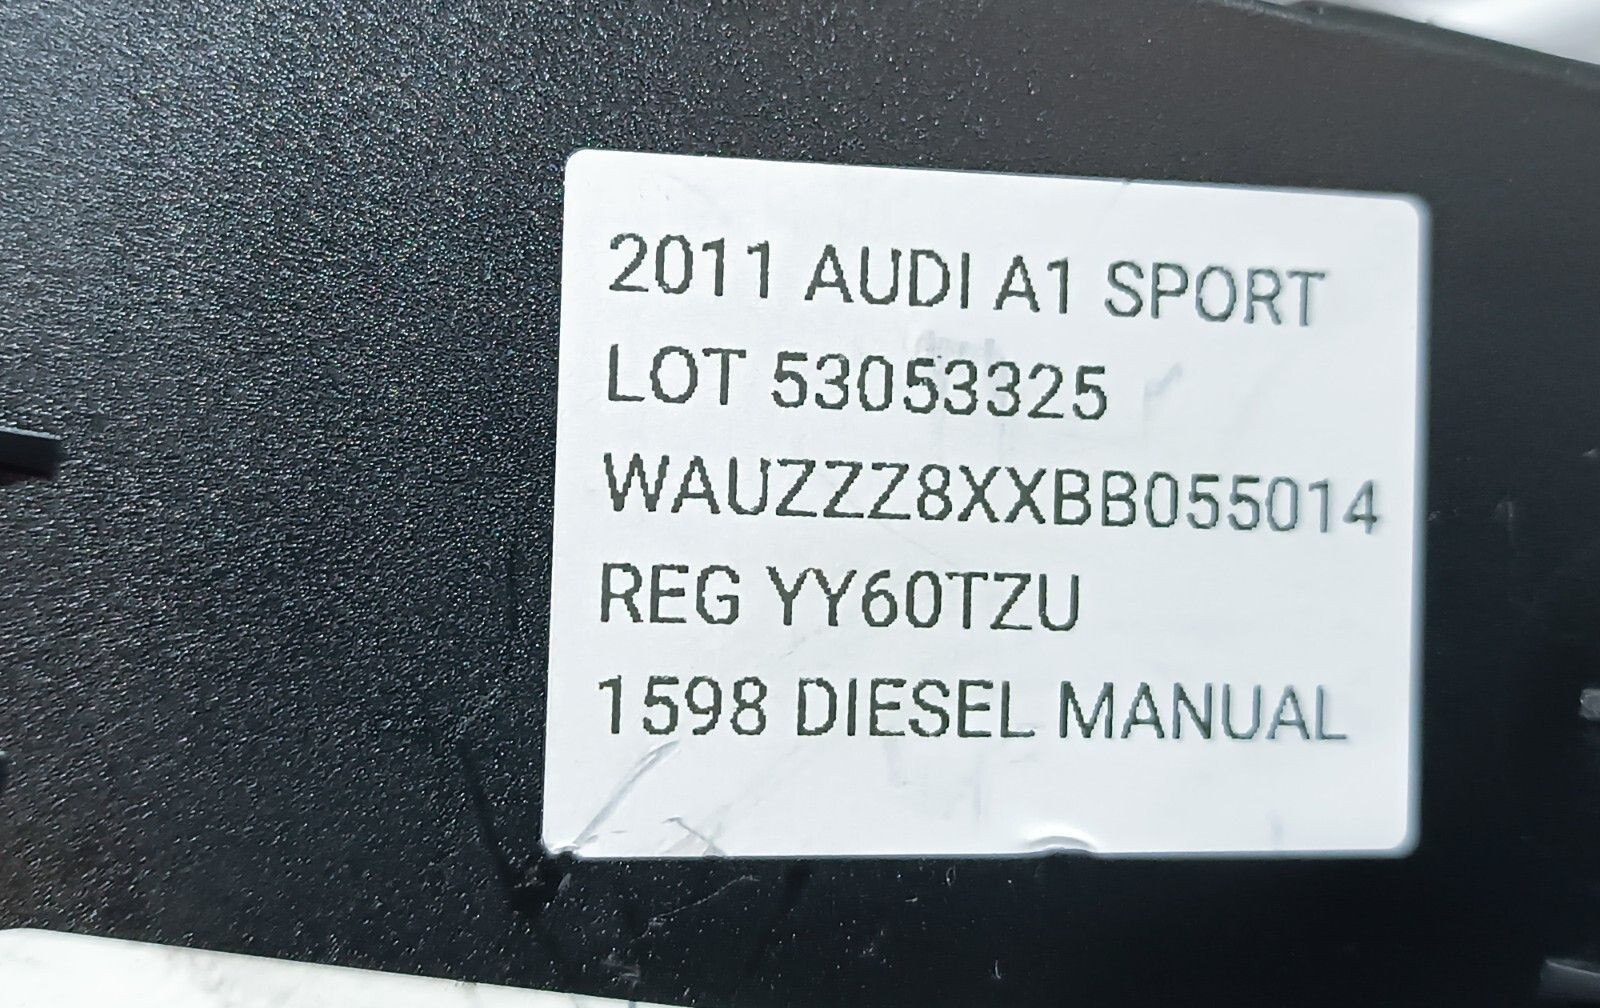 2011 AUDI A1 SPORT
LOT 53053325
WAUZZZ8XXBB055014
REG YY60TZU
1598 DIESEL MANUAL